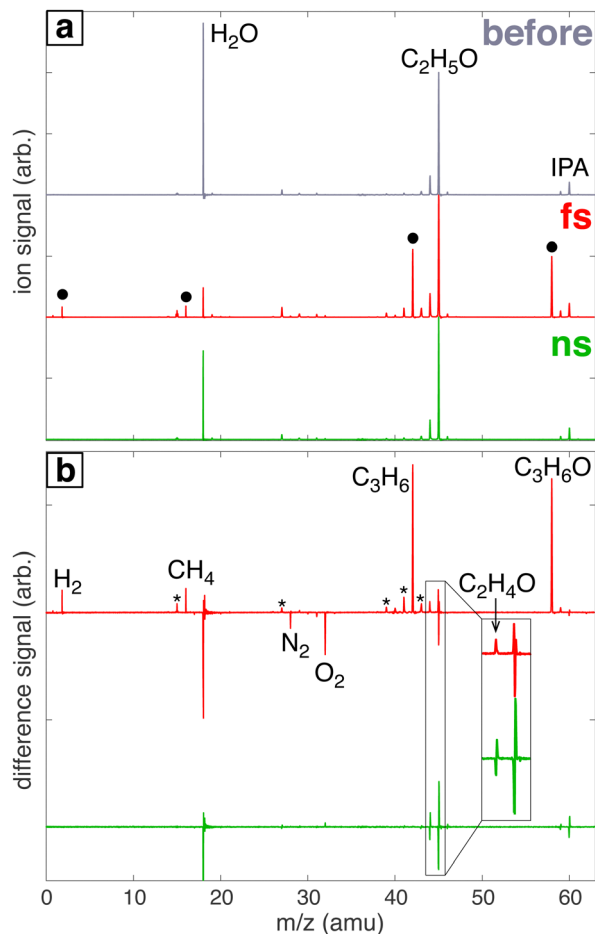 a
before
H₂O
C₂H₅O
IPA
fs
ns
ion signal (arb.)
b
C₃H₆
C₃H₆O
H₂
CH₄
*
*
*
*
*
C₂H₄O
N₂
O₂
difference signal (arb.)
0 10 20 30 40 50 60
m/z (amu)